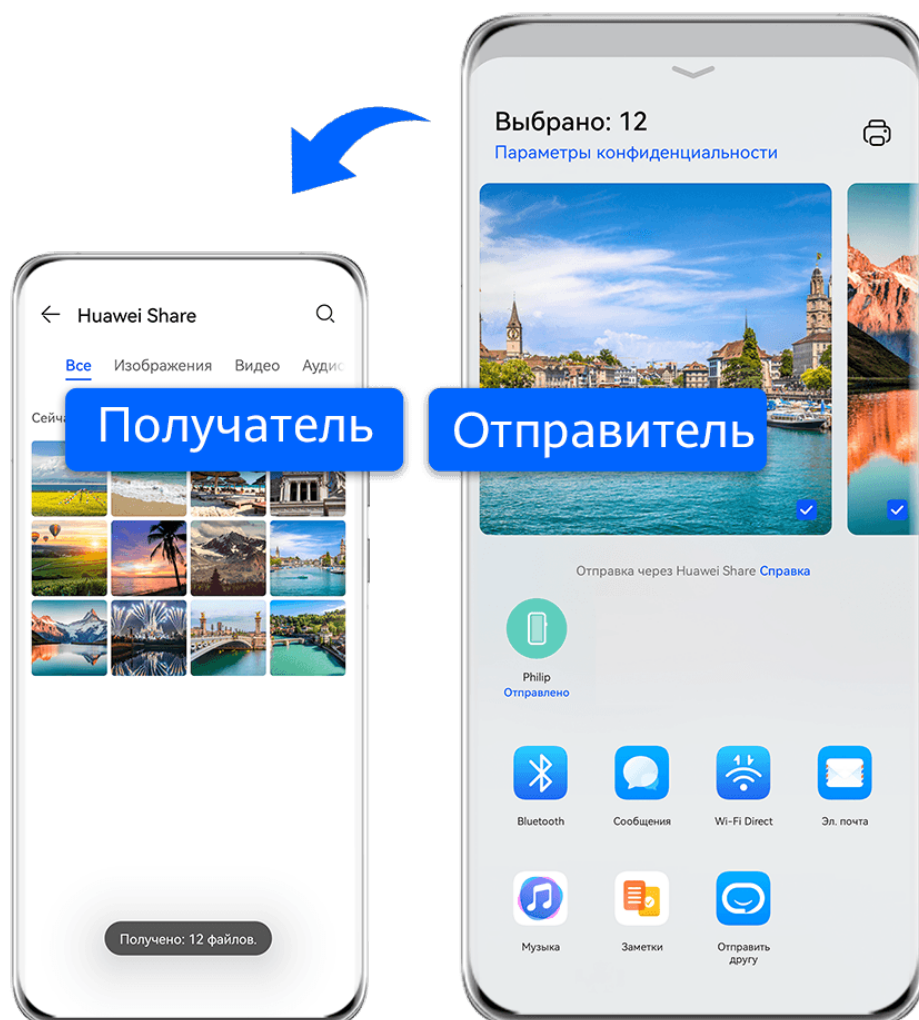 Выбрано: 12
Параметры конфиденциальности
Huawei Share
Все Изображения Видео
Получатель
Отправитель
Отправка через Huawei Share Справка
Philip
Отправлено
Bluetooth Сообщения Wi-Fi Direct Эл. почта
Музыка Заметки Отправить
другу
Получено: 12 файлов.